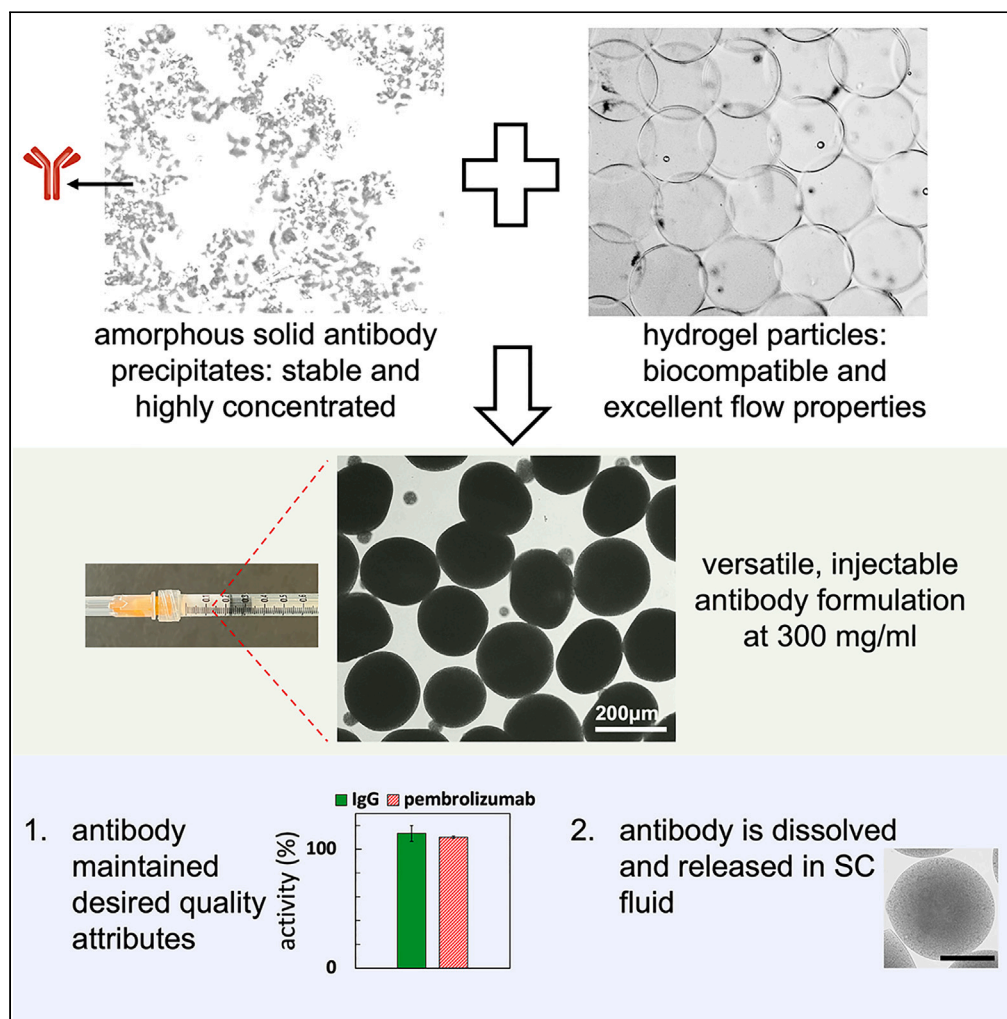 amorphous solid antibody
precipitates: stable and
highly concentrated
hydrogel particles:
biocompatible and
excellent flow properties
versatile, injectable
antibody formulation
at 300 mg/ml
200µm
1. antibody
maintained
desired quality
attributes
IgG pembrolizumab
activity (%)
100
0
2. antibody is dissolved
and released in SC
fluid